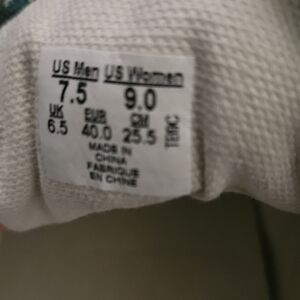 US Men US Women
7.5 9.0
UK EUR CM
6.5 40.0 25.5
MADE IN
CHINA
FABRIQUE
EN CHINE